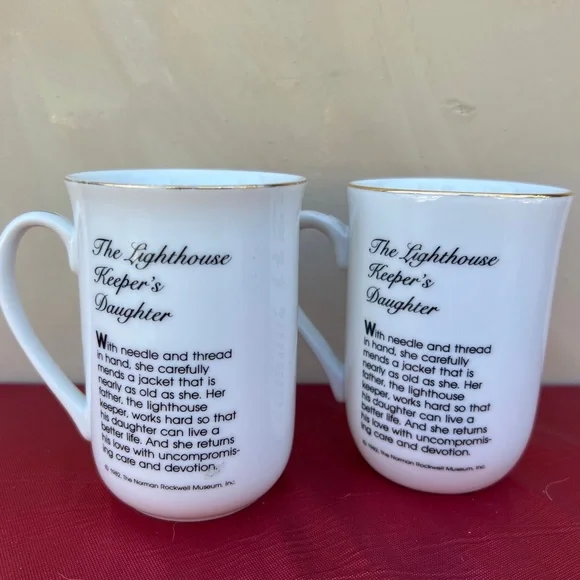 The Lighthouse
Keeper's
Daughter
With needle and thread
in hand, she carefully
mends a jacket that is
nearly as old as she. Her
father, the lighthouse
keeper, works hard so that
his daughter can live a
better life. And she returns
his love with uncompromis-
ing care and devotion.
© 1982, The Norman Rockwell Museum, Inc.
The Lighthouse
Keeper's
Daughter
With needle and thread
in hand, she carefully
mends a jacket that is
nearly as old as she. Her
father, the lighthouse
keeper, works hard so that
his daughter can live a
better life. And she returns
his love with uncompromis-
ing care and devotion.
© 1982, The Norman Rockwell Museum, Inc.